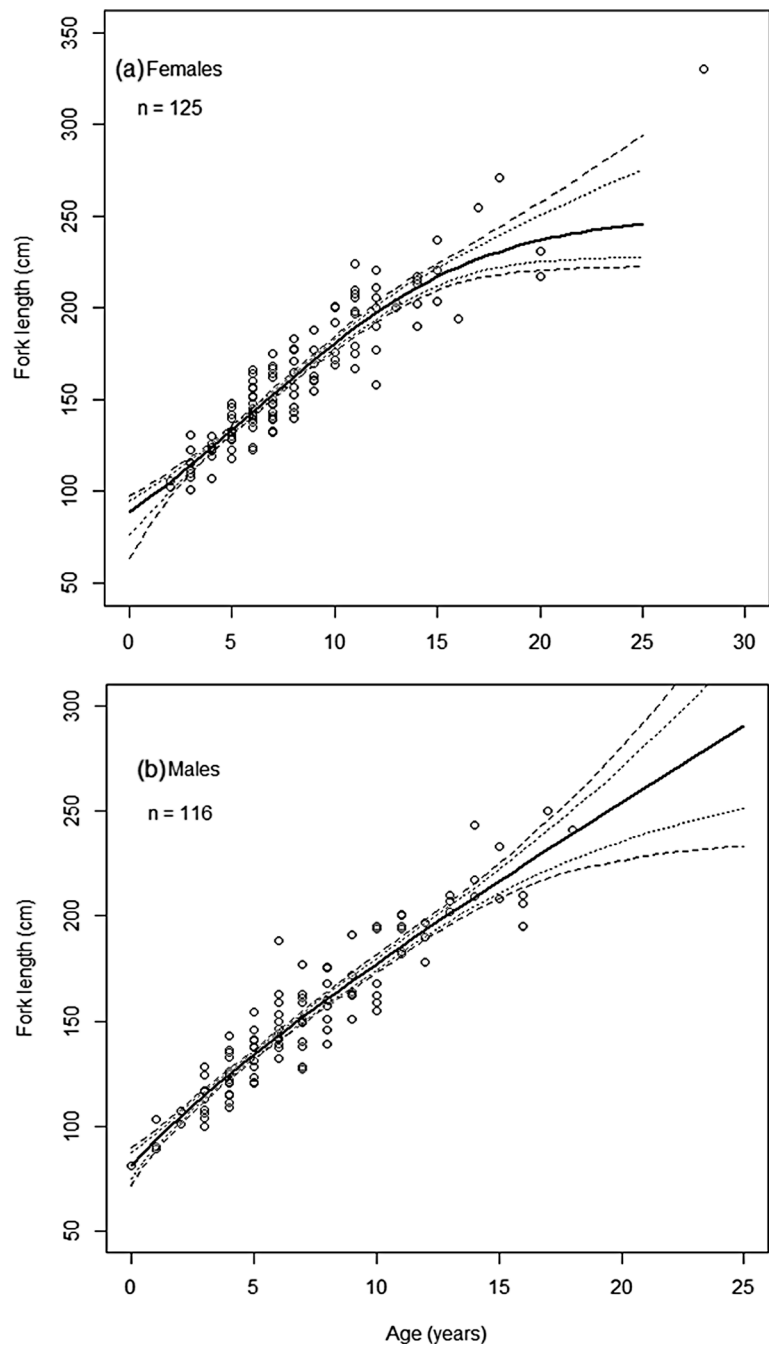 350
(a) Females
n = 125
300
250
Fork length (cm)
200
150
100
50
0 5 10 15 20 25 30
300
(b) Males
n = 116
250
200
Fork length (cm)
150
100
50
0 5 10 15 20 25
Age (years)